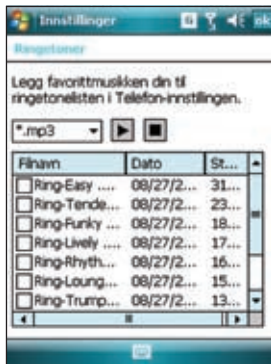 Innstillinger
ok
Ringetoner
Legg favorittmusikken din til
ringetonelisten i Telefon-innstillingen.
*.mp3
Filnavn Dato St...
Ring-Easy .... 08/27/2... 31...
Ring-Tende... 08/27/2... 23...
Ring-Funky ... 08/27/2... 18...
Ring-Lively .... 08/27/2... 17...
Ring-Rhyth... 08/27/2... 16...
Ring-Loung... 08/27/2... 15...
Ring-Trump... 08/27/2... 13...